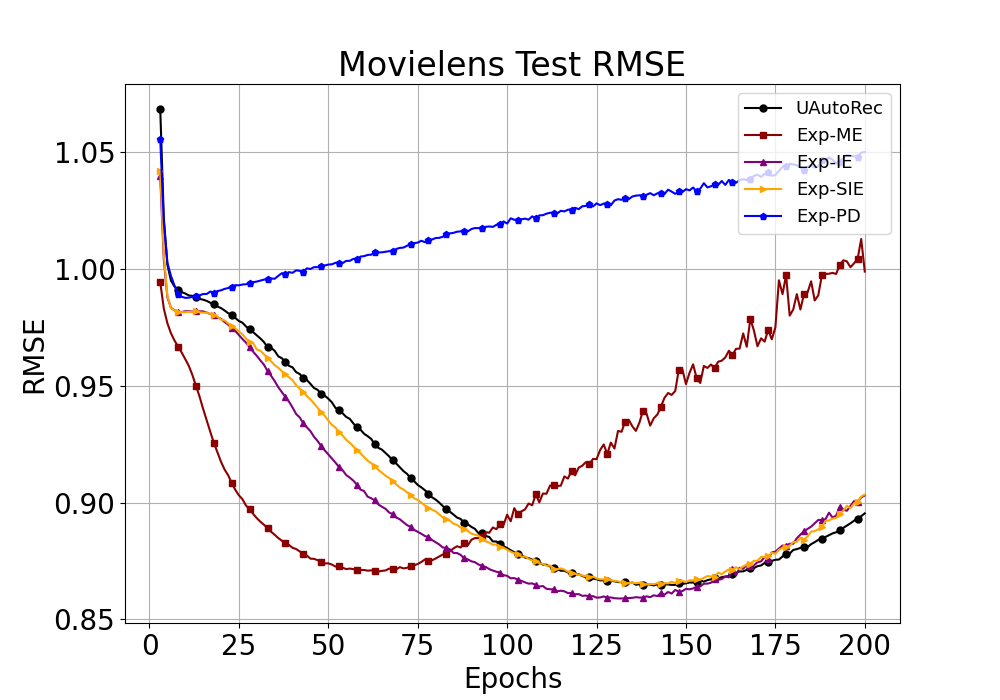 Movielens Test RMSE
UAutoRec
Exp-ME
Exp-IE
Exp-SIE
Exp-PD
RMSE
1.05
1.00
0.95
0.90
0.85
0 25 50 75 100 125 150 175 200
Epochs